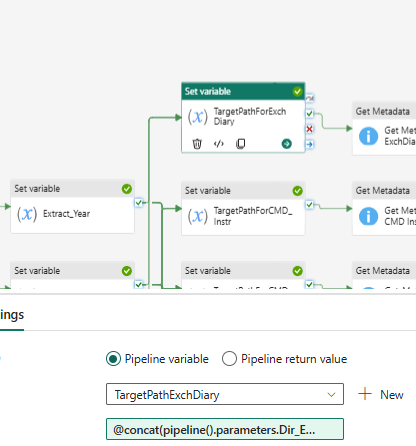 Set variable
TargetPathForExch
Diary
Get Metadata
Get Met
ExchDia
Set variable
Extract_Year
Set variable
TargetPathForCMD_
Instr
Get Metadata
Get Met
CMD Ins
Set variable
Set variable
Get Metadata
ings
Pipeline variable
Pipeline return value
TargetPathExchDiary
New
@concat(pipeline().parameters.Dir_E...